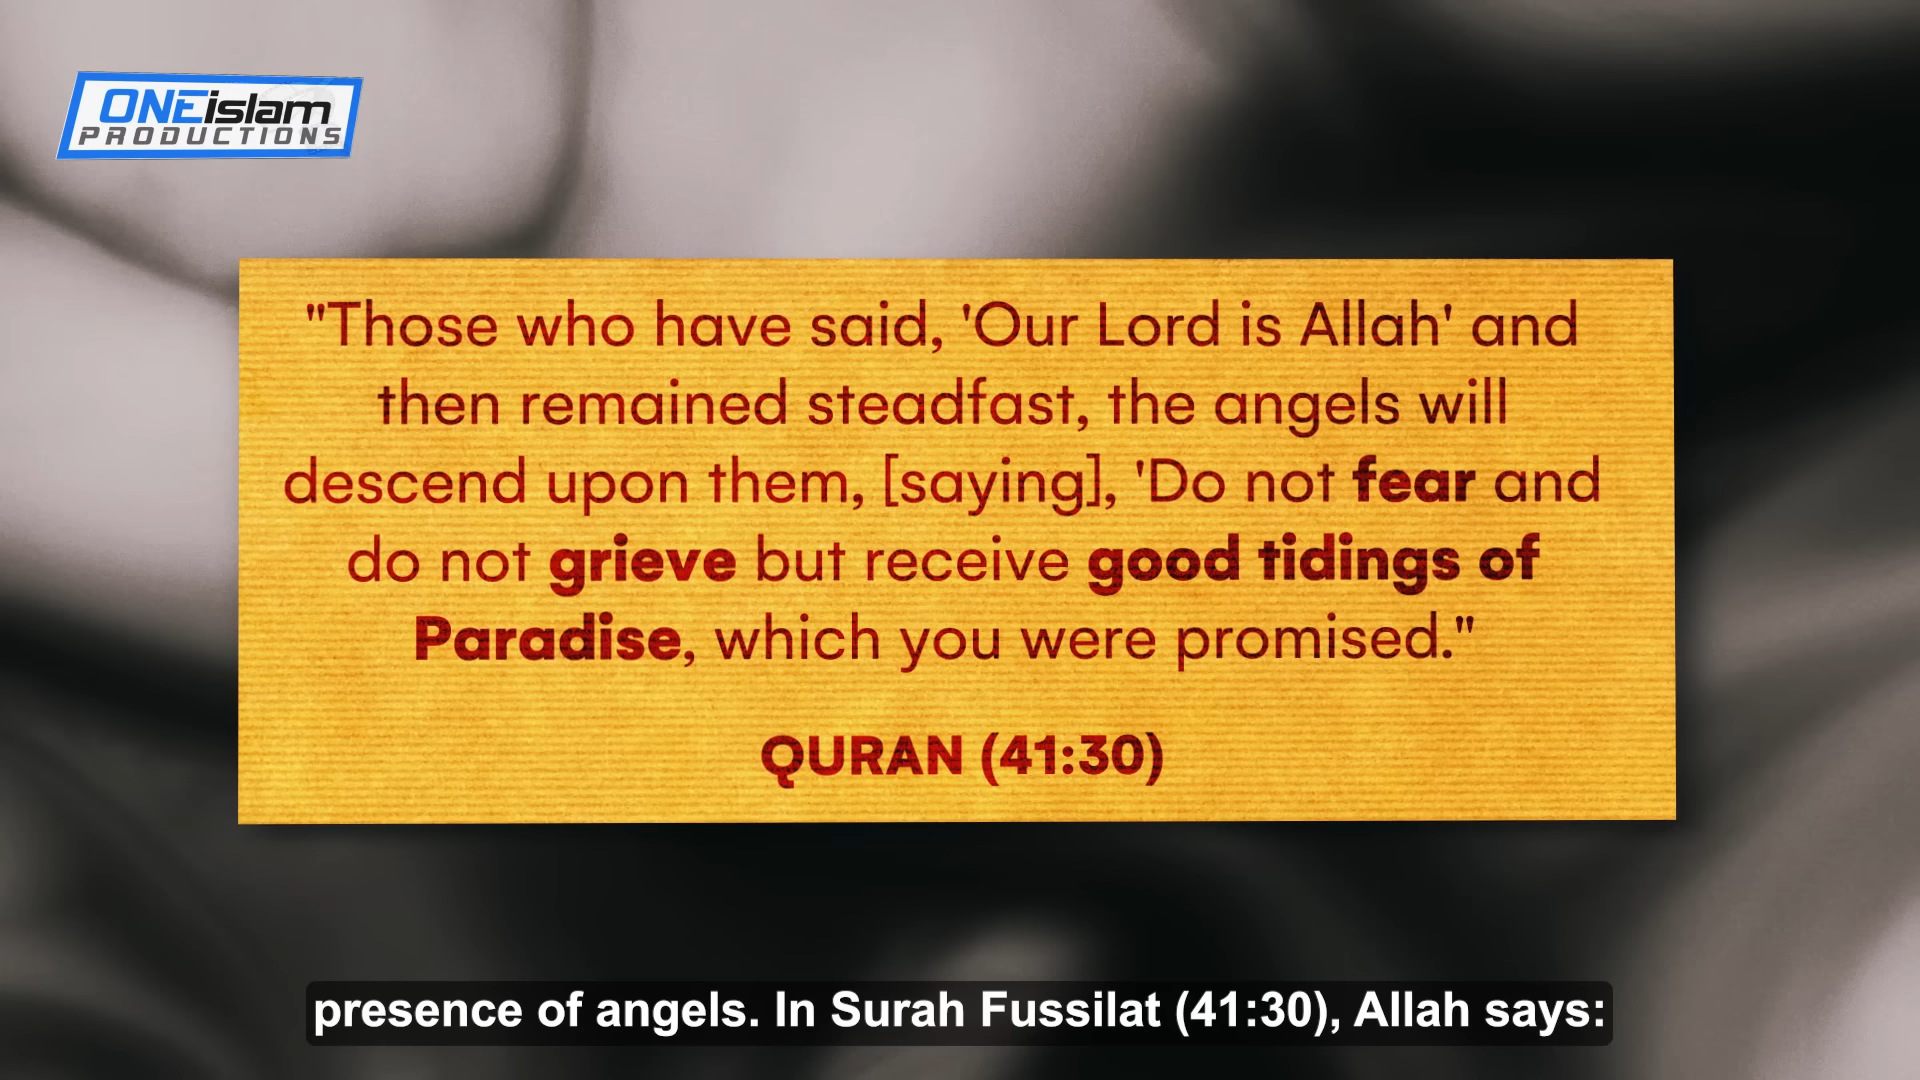 ONEislam
PRODUCTIONS
"Those who have said, 'Our Lord is Allah' and
then remained steadfast, the angels will
descend upon them, [saying], 'Do not fear and
do not grieve but receive good tidings of
Paradise, which you were promised."
QURAN (41:30)
presence of angels. In Surah Fussilat (41:30), Allah says: